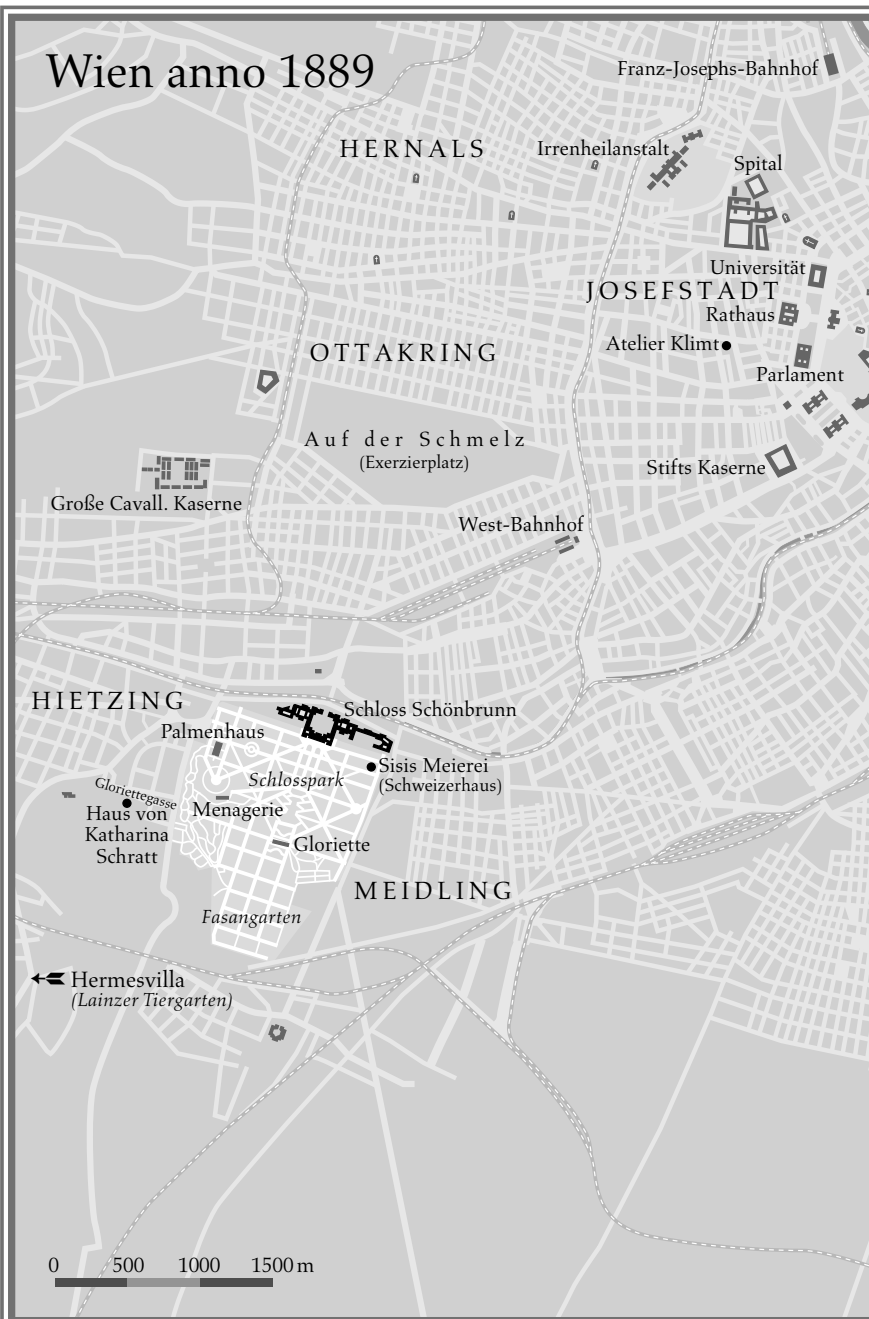 Wien anno 1889
Franz-Josephs-Bahnhof
HERNALS
Irrenheilanstalt
Spital
Universität
JOSEFSTADT
Rathaus
Atelier Klimt
OTTAKRING
Parlament
Auf der Schmelz
(Exerzierplatz)
Stifts Kaserne
Große Cavall. Kaserne
West-Bahnhof
HIETZING
Schloss Schönbrunn
Palmenhaus
Sisis Meierei
(Schweizerhaus)
Schlosspark
Gloriettegasse
Haus von
Katharina
Schratt
Menagerie
Gloriette
MEIDLING
Fasangarten
Hermesvilla
(Lainzer Tiergarten)
0 500 1000 1500 m